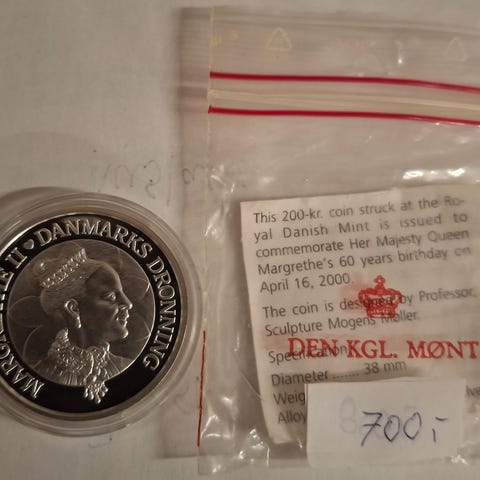 MARGRETHE II ♥ DANMARKS DRONNING
This 200-kr. coin struck at the Ro-
yal Danish Mint is issued to
commemorate Her Majesty Queen
Margrethe's 60 years birthday on
April 16, 2000.
The coin is designed by Professor,
Sculpture Mogens Møller.
DEN KGL. MØNT
Specification
Diameter ....... 38 mm
Alloy
700,-